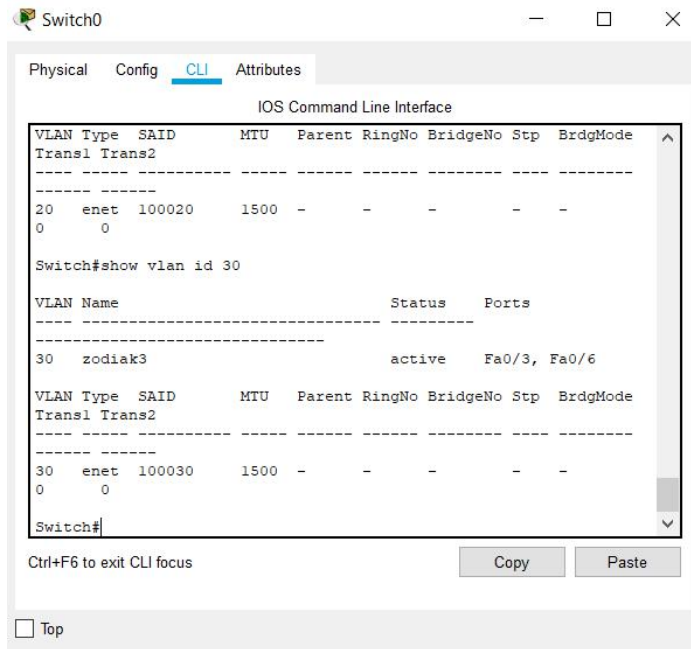 Switch0
Physical Config CLI Attributes
IOS Command Line Interface
VLAN Type SAID MTU Parent RingNo BridgeNo Stp BrdgMode
Trans1 Trans2
---- ----- ---------- ----- ------ ------ -------- ---- --------
------ ------
20 enet 100020 1500 - - - - -
0 0
Switch#show vlan id 30
VLAN Name Status Ports
---- -------------------------------- ---------
-------------------------------
30 zodiak3 active Fa0/3, Fa0/6
VLAN Type SAID MTU Parent RingNo BridgeNo Stp BrdgMode
Trans1 Trans2
---- ----- ---------- ----- ------ ------ -------- ---- --------
------ ------
30 enet 100030 1500 - - - - -
0 0
Switch#
Ctrl+F6 to exit CLI focus
Copy Paste
Top